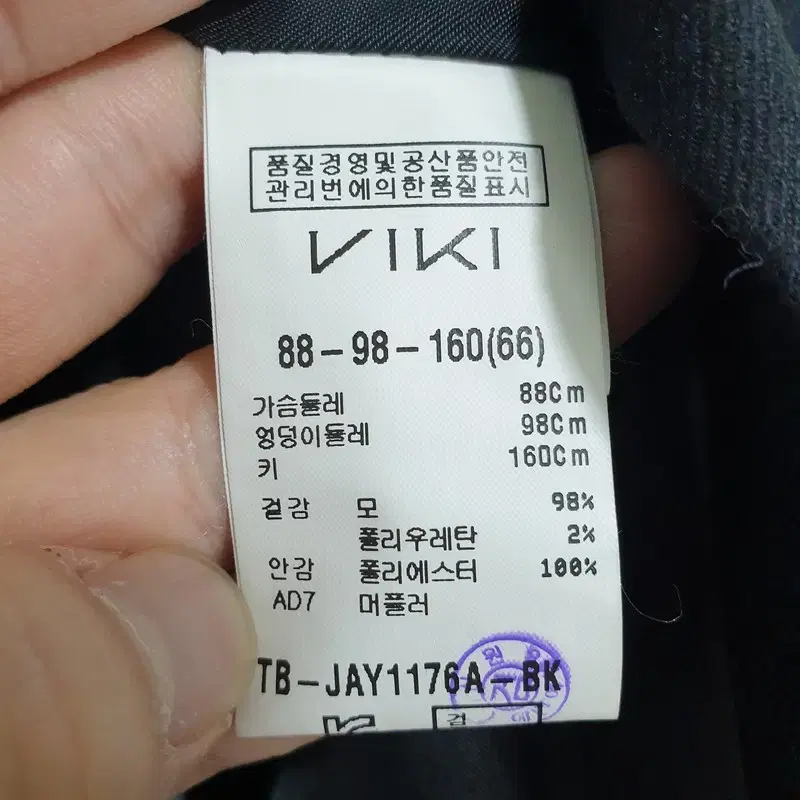 품질경영및공산품안전
관리번에의한품질표시
VIKI
88-98-160(66)
가슴둘레 88Cm
엉덩이둘레 98Cm
키 160Cm
겉감 모 98%
폴리우레탄 2%
안감 폴리에스터 100%
AD7 머플러
TB-JAY1176A-BK
검